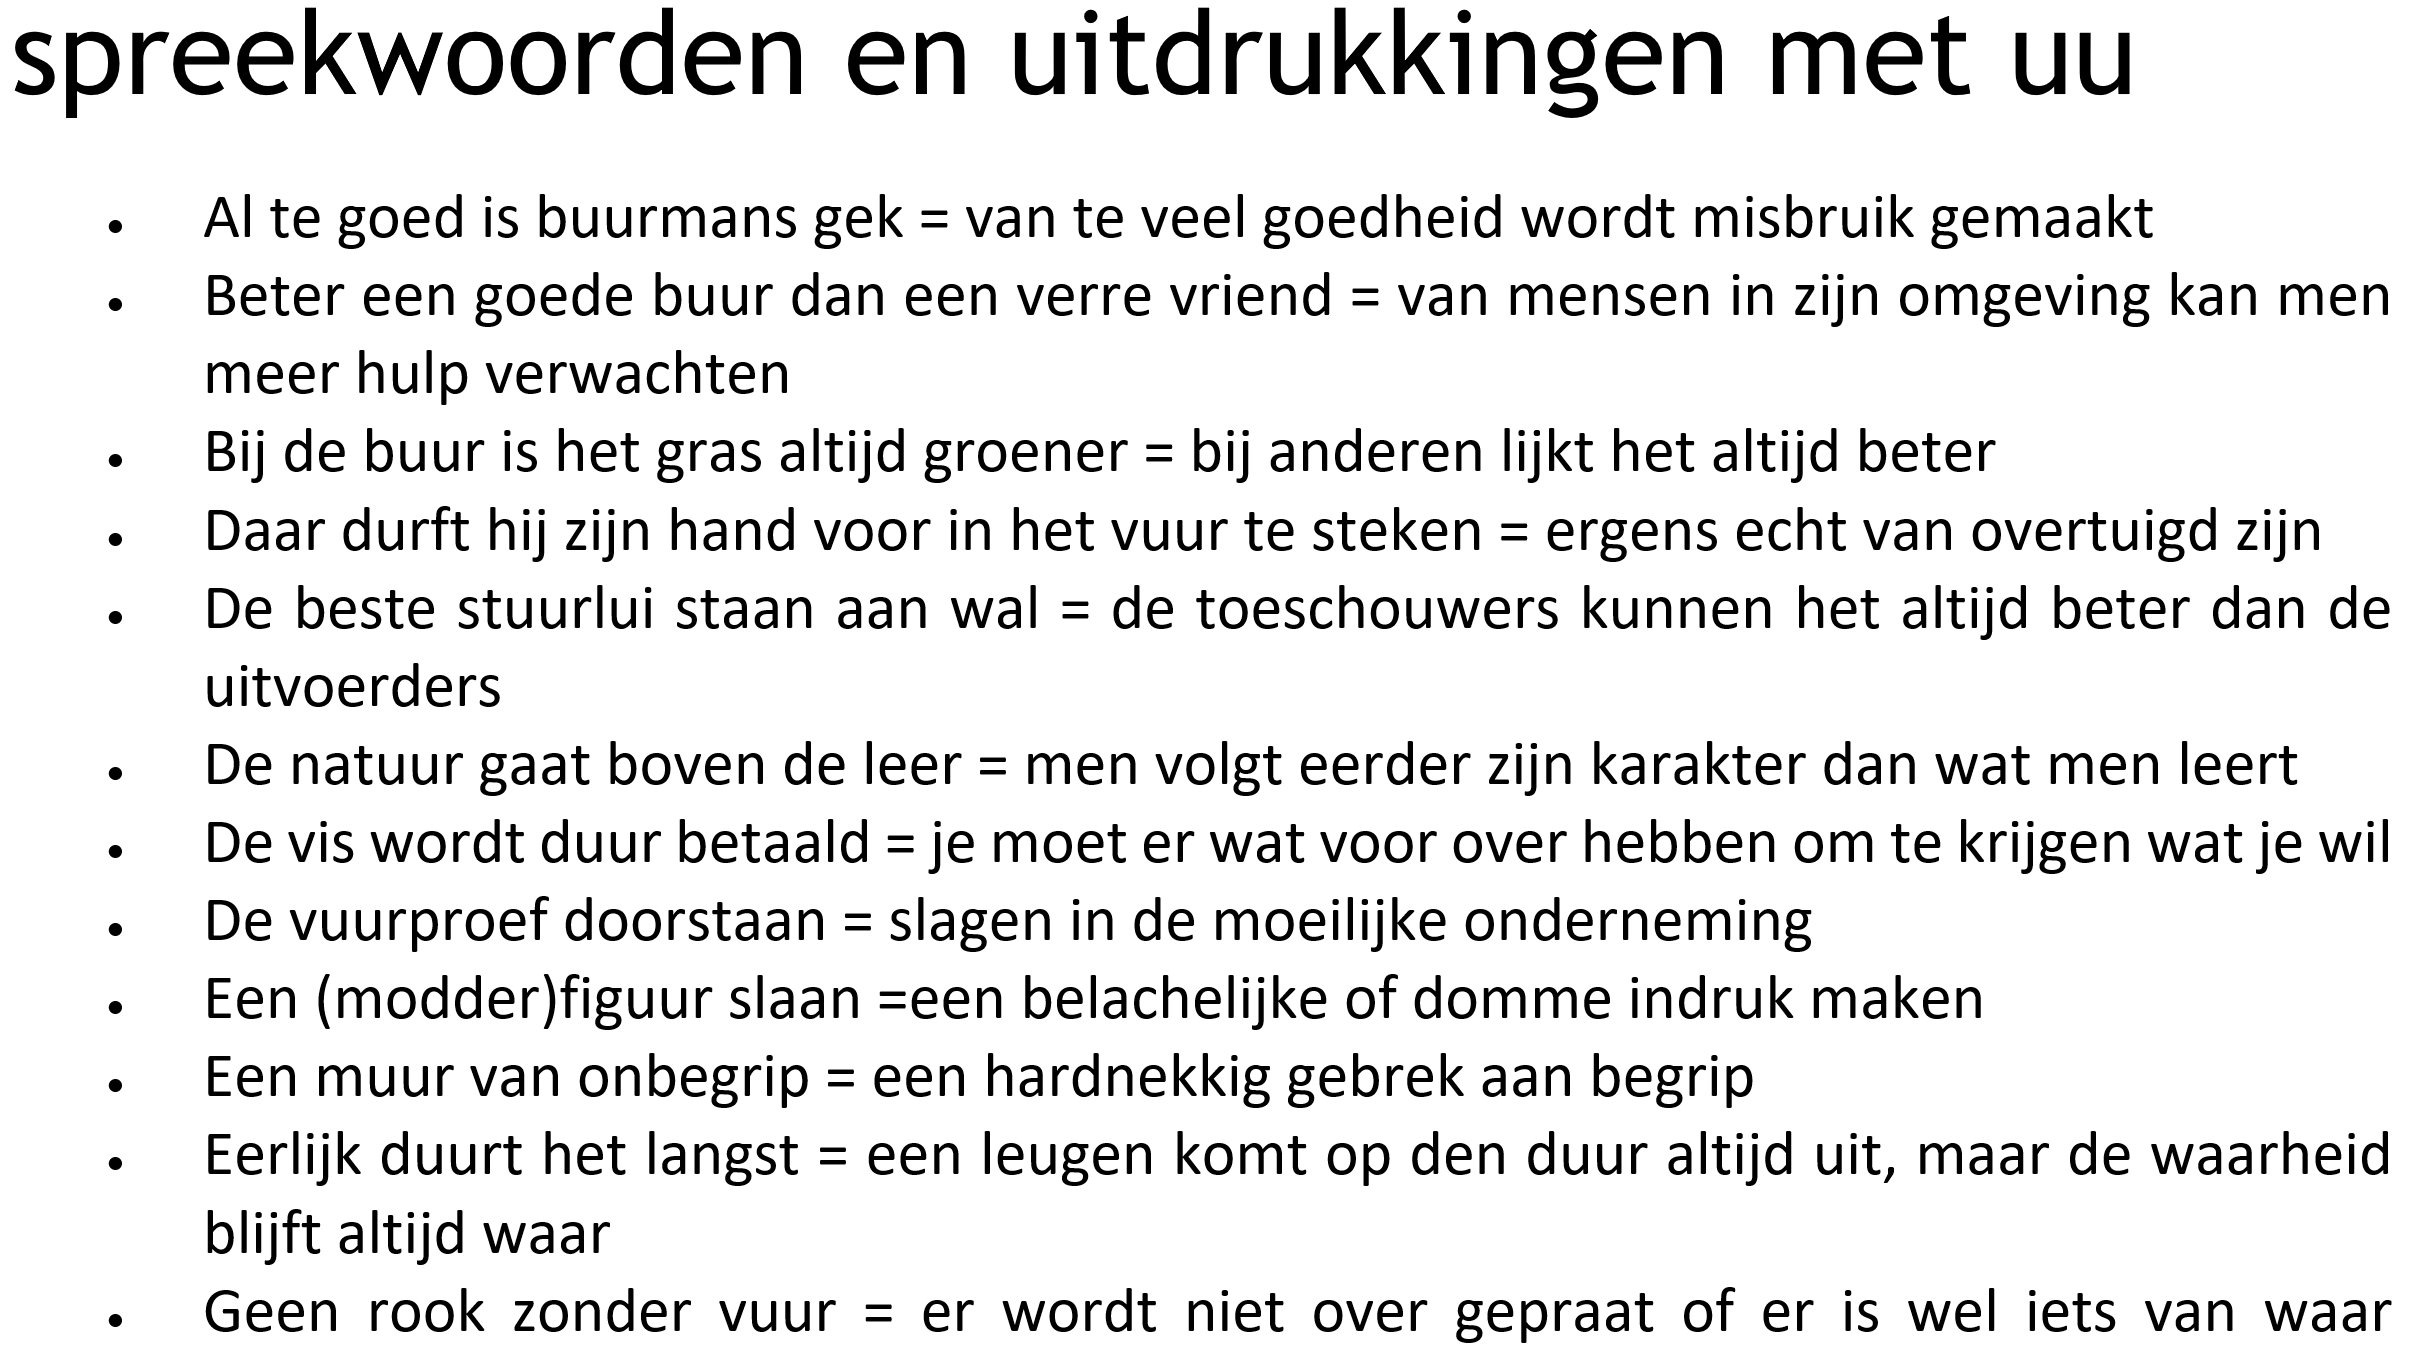 spreekwoorden en uitdrukkingen met uu
• Al te goed is buurmans gek = van te veel goedheid wordt misbruik gemaakt
• Beter een goede buur dan een verre vriend = van mensen in zijn omgeving kan men
meer hulp verwachten
• Bij de buur is het gras altijd groener = bij anderen lijkt het altijd beter
• Daar durft hij zijn hand voor in het vuur te steken = ergens echt van overtuigd zijn
• De beste stuurlui staan aan wal = de toeschouwers kunnen het altijd beter dan de
uitvoerders
• De natuur gaat boven de leer = men volgt eerder zijn karakter dan wat men leert
• De vis wordt duur betaald = je moet er wat voor over hebben om te krijgen wat je wil
• De vuurproef doorstaan = slagen in de moeilijke onderneming
• Een (modder)figuur slaan =een belachelijke of domme indruk maken
• Een muur van onbegrip = een hardnekkig gebrek aan begrip
• Eerlijk duurt het langst = een leugen komt op den duur altijd uit, maar de waarheid
blijft altijd waar
• Geen rook zonder vuur = er wordt niet over gepraat of er is wel iets van waar